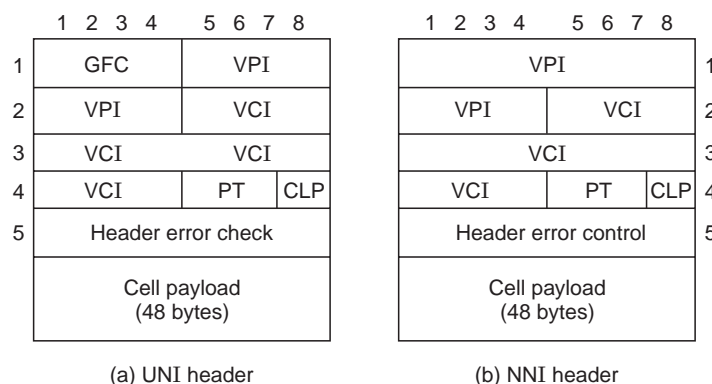 1 2 3 4 5 6 7 8
1 GFC VPI
2 VPI VCI
3 VCI VCI
4 VCI PT CLP
5 Header error check
Cell payload
(48 bytes)
(a) UNI header
1 2 3 4 5 6 7 8
VPI 1
VPI VCI 2
VCI 3
VCI PT CLP 4
Header error control 5
Cell payload
(48 bytes)
(b) NNI header